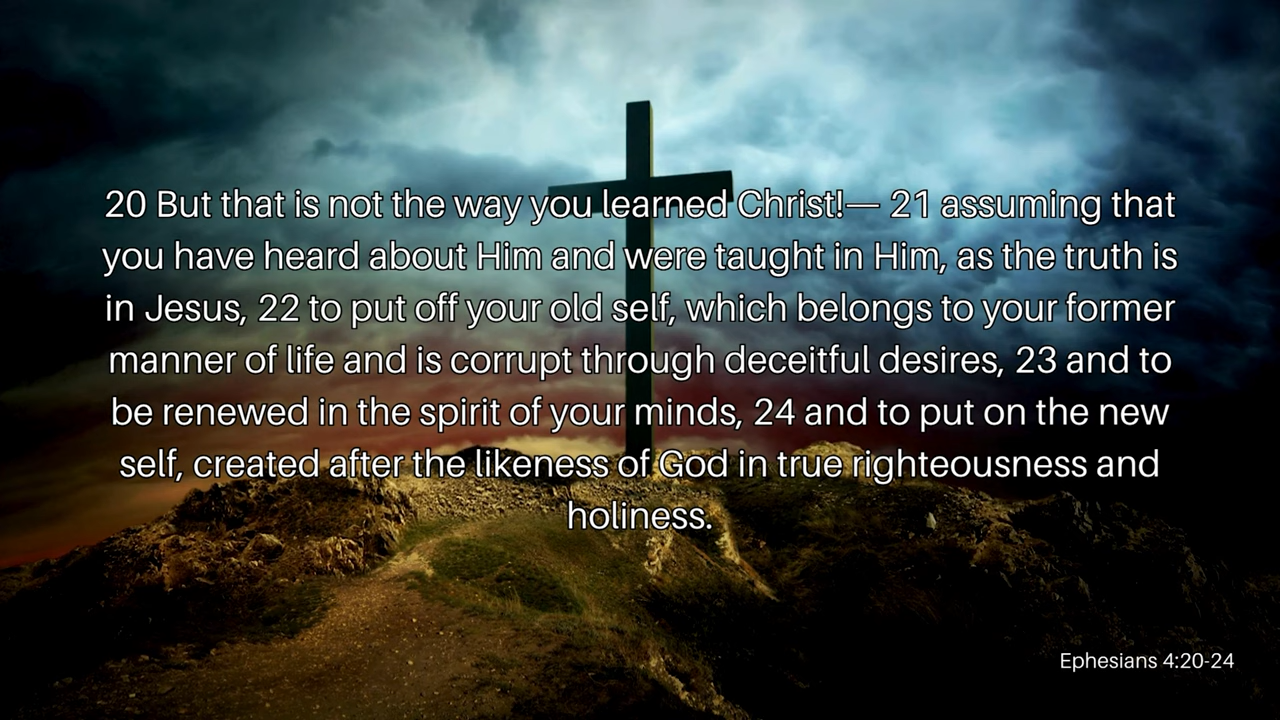 20 But that is not the way you learned Christ!— 21 assuming that
you have heard about Him and were taught in Him, as the truth is
in Jesus, 22 to put off your old self, which belongs to your former
manner of life and is corrupt through deceitful desires, 23 and to
be renewed in the spirit of your minds, 24 and to put on the new
self, created after the likeness of God in true righteousness and
holiness.
Ephesians 4:20-24